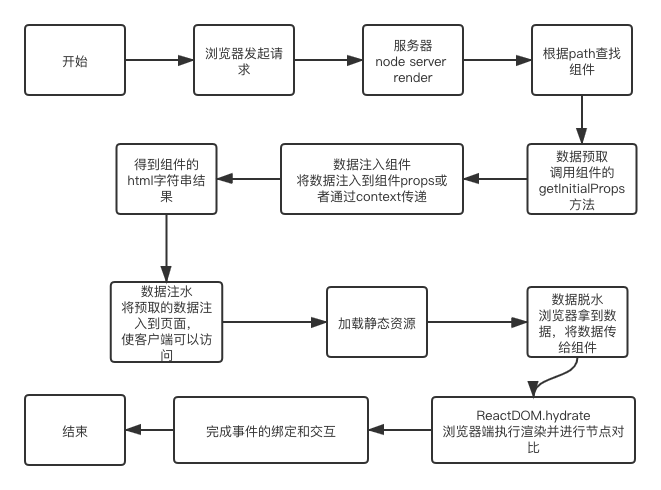 开始
浏览器发起请
求
服务器
node server
render
根据path查找
组件
数据预取
调用组件的
getInitialProps
方法
数据注入组件
将数据注入到组件props或
者通过context传递
得到组件的
html字符串结
果
数据注水
将预取的数据注
入到页面，
使客户端可以访
问
加载静态资源
数据脱水
浏览器拿到数
据，将数据传
给组件
ReactDOM.hydrate
浏览器端执行渲染并进行节点对
比
完成事件的绑定和交互
结束